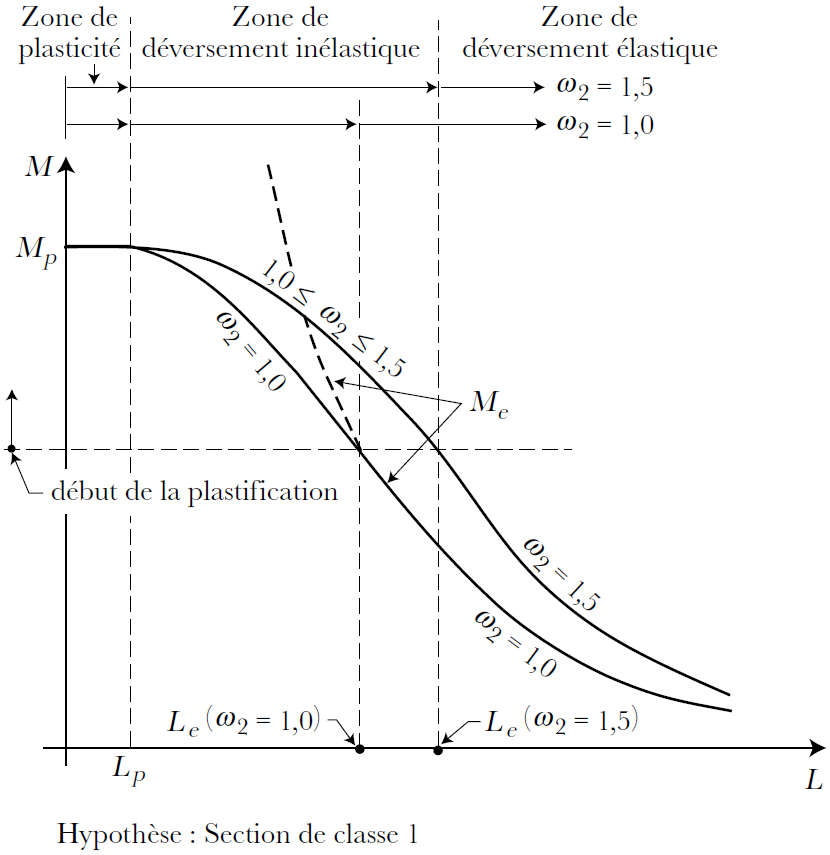 Zone de
plasticité
Zone de
déversement inélastique
Zone de
déversement élastique
ω2 = 1,5
ω2 = 1,0
M
Mp
1,0 ≤ ω2 ≤ 1,5
ω2 = 1,0
Me
début de la plastification
ω2 = 1,5
ω2 = 1,0
Le (ω2 = 1,0)
Le (ω2 = 1,5)
Lp
L
Hypothèse : Section de classe 1